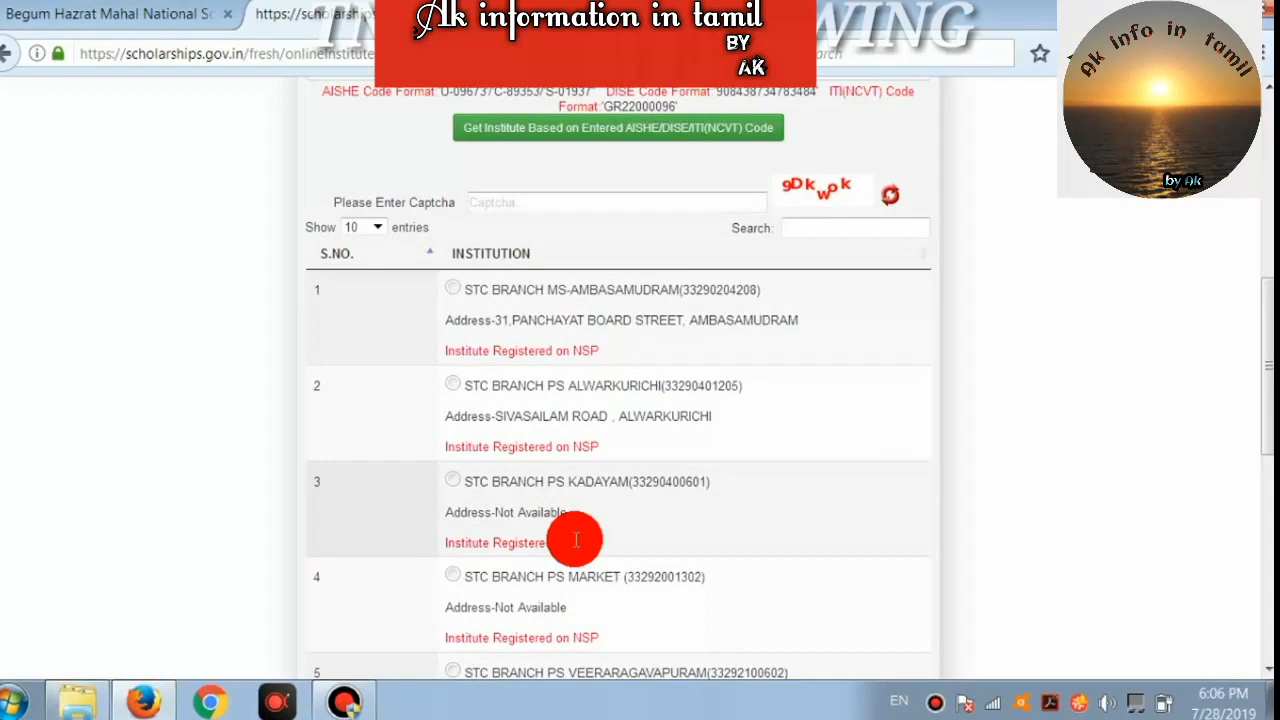 Begum Hazrat Mahal National Sc
https://scholarships
Ak information in tamil
BY
AK
WING
Ak info in tamil
by Ak
https://scholarships.gov.in/fresh/onlineInstitute
AISHE Code Format 'U-096737C-89353/ S-01937' DISE Code Format '908438734783484' ITI(NCVT) Code
Format 'GR22000096'
Get Institute Based on Entered AISHE/DISE/ITI(NCVT) Code
Please Enter Captcha
Captcha
9Dkwok
Show 10 entries
Search:
S.NO.
INSTITUTION
1
STC BRANCH MS-AMBASAMUDRAM(33290204208)
Address-31,PANCHAYAT BOARD STREET, AMBASAMUDRAM
Institute Registered on NSP
2
STC BRANCH PS ALWARKURICHI(33290401205)
Address-SIVASAILAM ROAD , ALWARKURICHI
Institute Registered on NSP
3
STC BRANCH PS KADAYAM(33290400601)
Address-Not Available
Institute Registere
4
STC BRANCH PS MARKET (33292001302)
Address-Not Available
Institute Registered on NSP
5
STC BRANCH PS VEERARAGAVAPURAM(33292100602)
EN
6:06 PM
7/28/2019